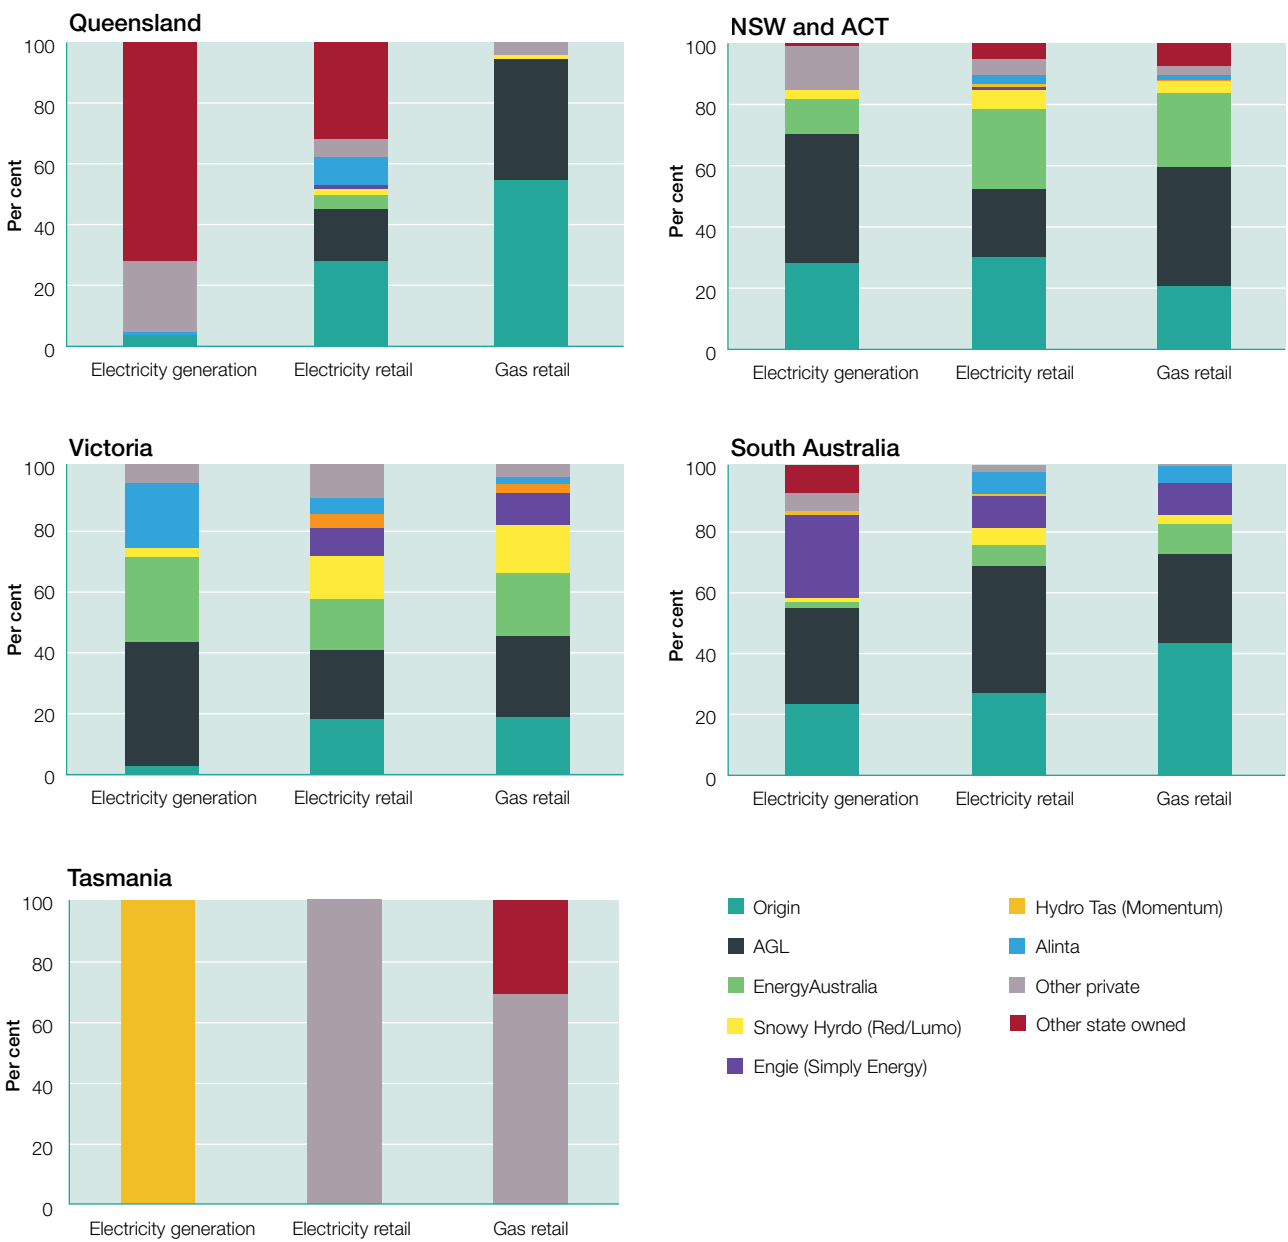 Queensland
Per cent
100
80
60
40
20
0
Electricity generation
Electricity retail
Gas retail
NSW and ACT
Per cent
100
80
60
40
20
0
Electricity generation
Electricity retail
Gas retail
Victoria
Per cent
100
80
60
40
20
0
Electricity generation
Electricity retail
Gas retail
South Australia
Per cent
100
80
60
40
20
0
Electricity generation
Electricity retail
Gas retail
Tasmania
Per cent
100
80
60
40
20
0
Electricity generation
Electricity retail
Gas retail
Origin
AGL
EnergyAustralia
Snowy Hyrdo (Red/Lumo)
Engie (Simply Energy)
Hydro Tas (Momentum)
Alinta
Other private
Other state owned